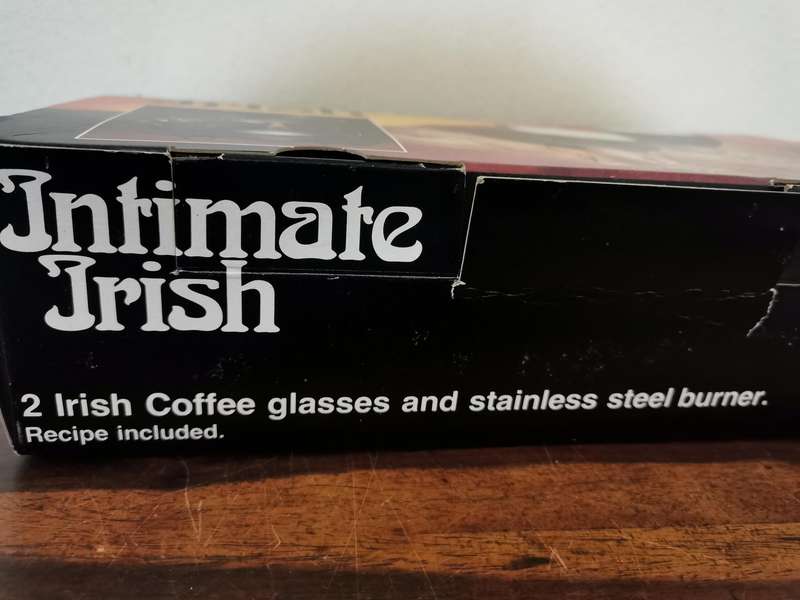 Intimate
Irish
2 Irish Coffee glasses and stainless steel burner.
Recipe included.